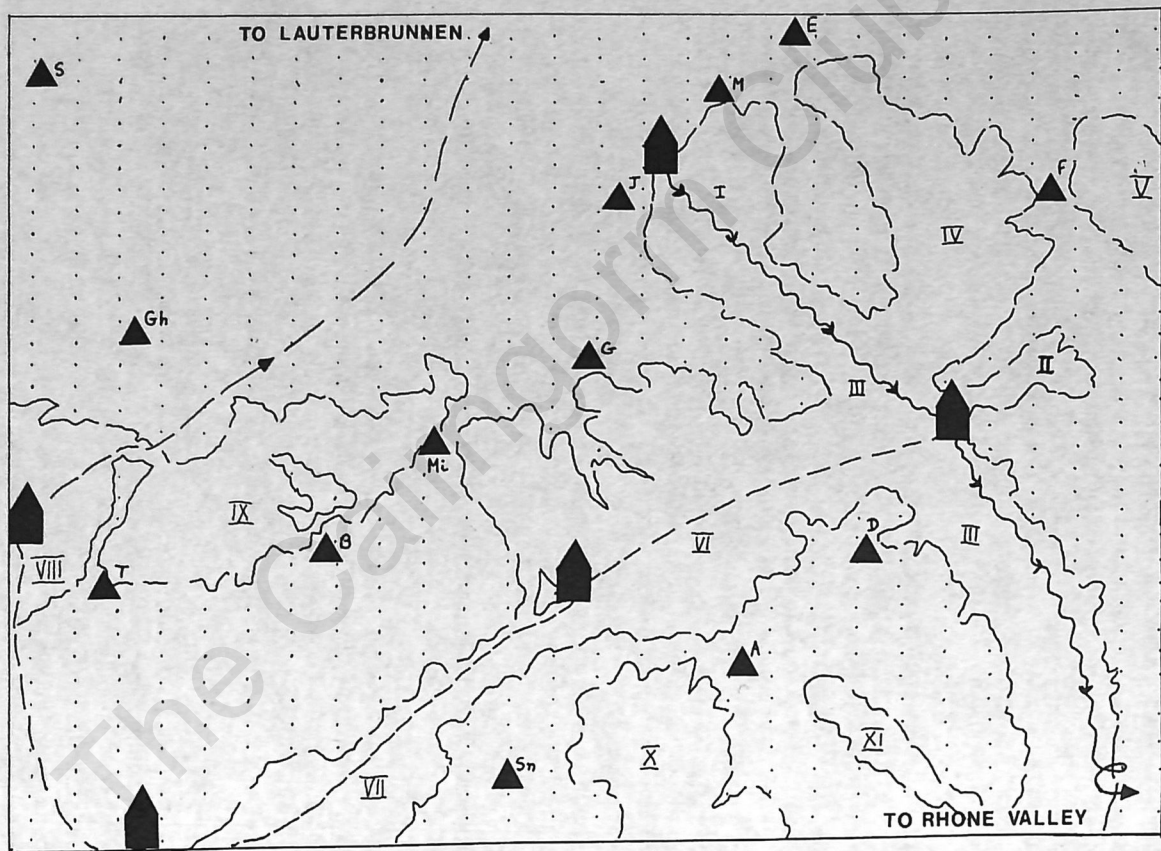 TO LAUTERBRUNNEN
E
S
M
F
V
J
I
IV
Gh
G
II
III
Mi
IX
B
VI
D
III
VIII
T
A
XI
X
Sn
VII
TO RHONE VALLEY
The Cairngorm Club